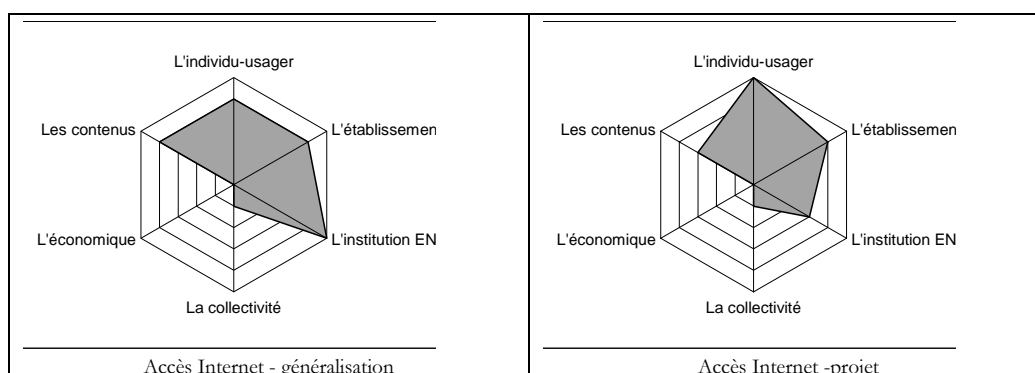 L'individu-usager
Les contenus
L'établissemen
L'économique
L'institution EN
La collectivité
Accès Internet - généralisation
L'individu-usager
Les contenus
L'établissemen
L'économique
L'institution EN
La collectivité
Accès Internet -projet